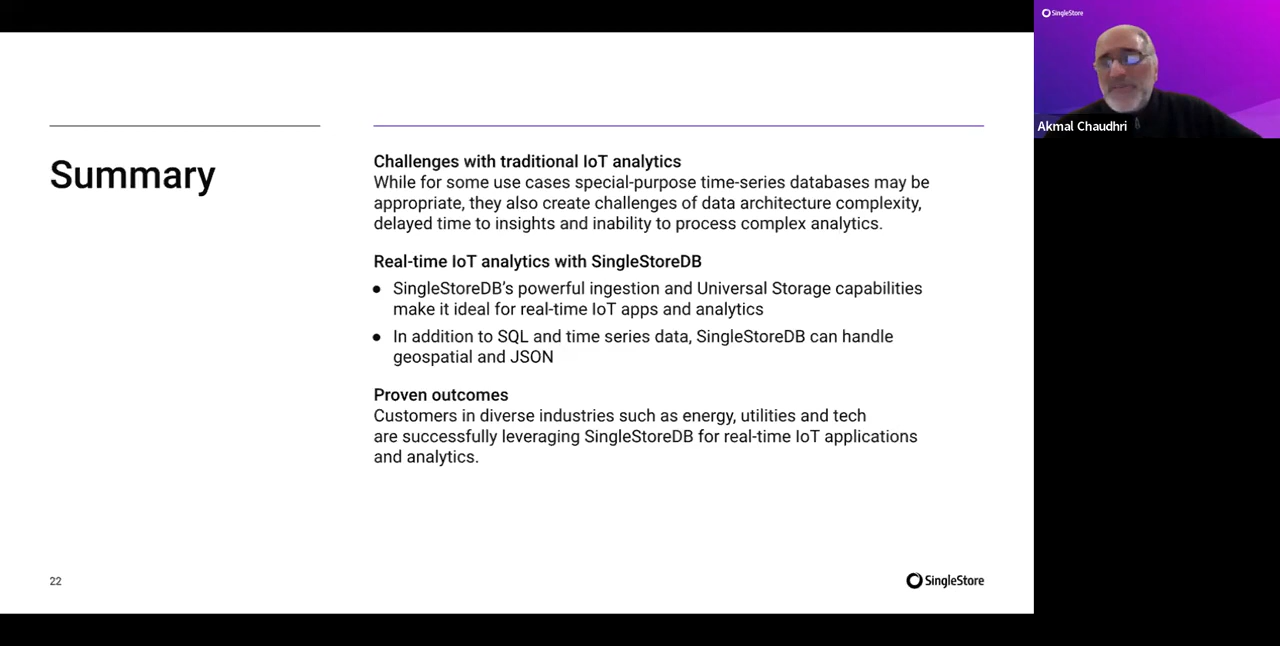 Summary
Challenges with traditional IoT analytics
While for some use cases special-purpose time-series databases may be
appropriate, they also create challenges of data architecture complexity,
delayed time to insights and inability to process complex analytics.
Real-time IoT analytics with SingleStoreDB
● SingleStoreDB’s powerful ingestion and Universal Storage capabilities
make it ideal for real-time IoT apps and analytics
● In addition to SQL and time series data, SingleStoreDB can handle
geospatial and JSON
Proven outcomes
Customers in diverse industries such as energy, utilities and tech
are successfully leveraging SingleStoreDB for real-time IoT applications
and analytics.
22
SingleStore
SingleStore
Akmal Chaudhri